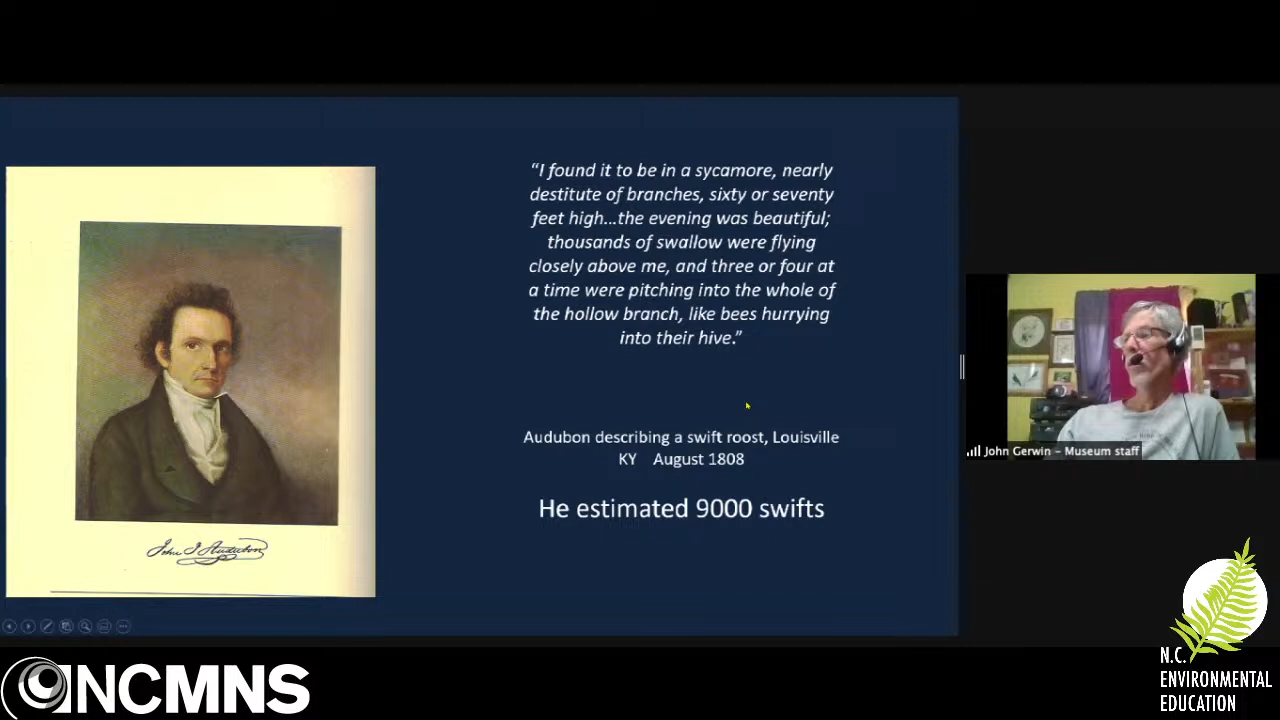 “I found it to be in a sycamore, nearly
destitute of branches, sixty or seventy
feet high...the evening was beautiful;
thousands of swallow were flying
closely above me, and three or four at
a time were pitching into the whole of
the hollow branch, like bees hurrying
into their hive.”
Audubon describing a swift roost, Louisville
KY August 1808
He estimated 9000 swifts
John J Audubon
John Gerwin - Museum staff
NCMNS
N.C.
ENVIRONMENTAL
EDUCATION